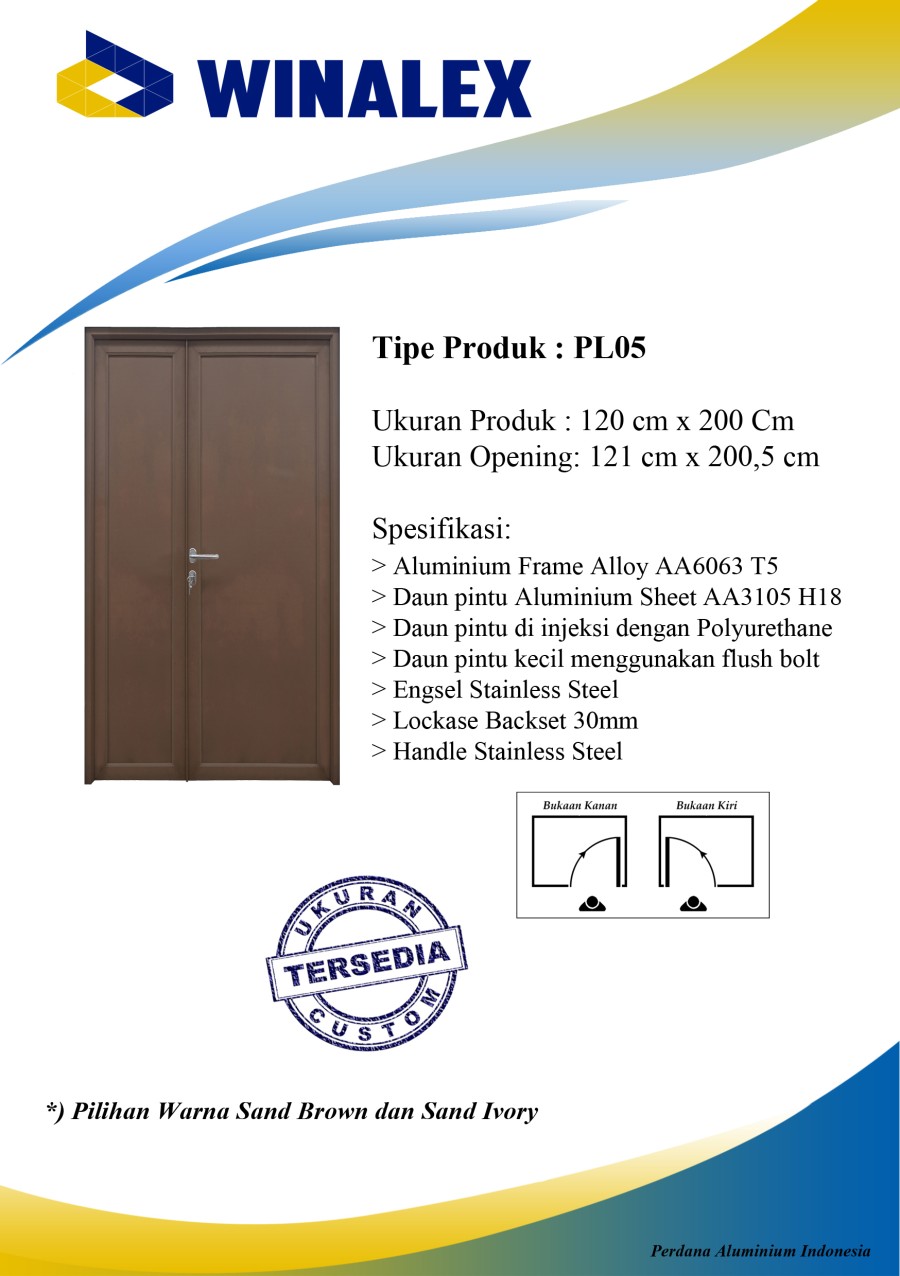 WINALEX
Tipe Produk : PL05
Ukuran Produk : 120 cm x 200 Cm
Ukuran Opening: 121 cm x 200,5 cm
Spesifikasi:
> Aluminium Frame Alloy AA6063 T5
> Daun pintu Aluminium Sheet AA3105 H18
> Daun pintu di injeksi dengan Polyurethane
> Daun pintu kecil menggunakan flush bolt
> Engsel Stainless Steel
> Lockase Backset 30mm
> Handle Stainless Steel
Bukaan Kanan
Bukaan Kiri
UKURAN
TERSEDIA
CUSTOM
*) Pilihan Warna Sand Brown dan Sand Ivory
Perdana Aluminium Indonesia